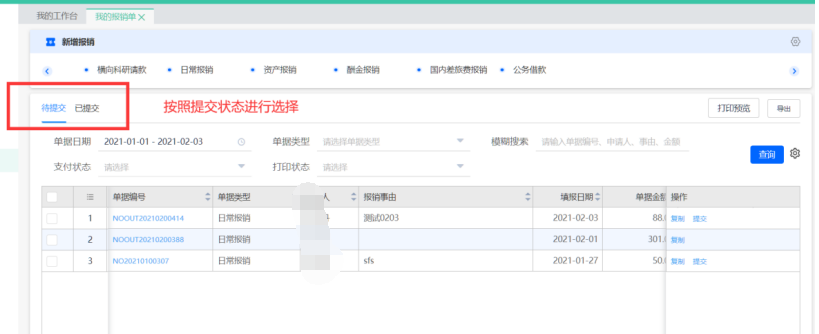 我的工作台 我的报销单 ×
新增报销
横向科研请款 日常报销 资产报销 酬金报销 国内差旅费报销 公务借款
待提交 已提交 按照提交状态进行选择 打印预览 导出
单据日期 2021-01-01 - 2021-02-03 单据类型 请选择单据类型 模糊搜索 请输入单据编号、申请人、事由、金额
查询
支付状态 请选择 打印状态 请选择
单据编号 单据类型 人 报销事由 填报日期 单据金额 操作
1 NOOUT20210200414 日常报销 测试0203 2021-02-03 88. 复制 提交
2 NOOUT20210200388 日常报销 2021-02-01 301. 复制
3 NO20210100307 日常报销 sfs 2021-01-27 50. 复制 提交